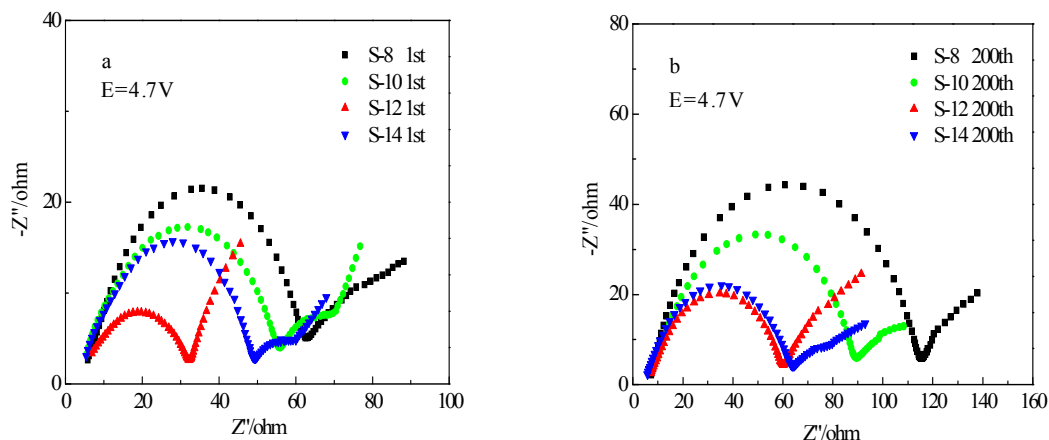 a
E=4.7V
S-8 1st
S-10 1st
S-12 1st
S-14 1st
40
20
0
-Z''/ohm
0 20 40 60 80 100
Z''/ohm
b
E=4.7V
S-8 200th
S-10 200th
S-12 200th
S-14 200th
80
60
40
20
0
-Z''/ohm
0 20 40 60 80 100 120 140 160
Z''/ohm